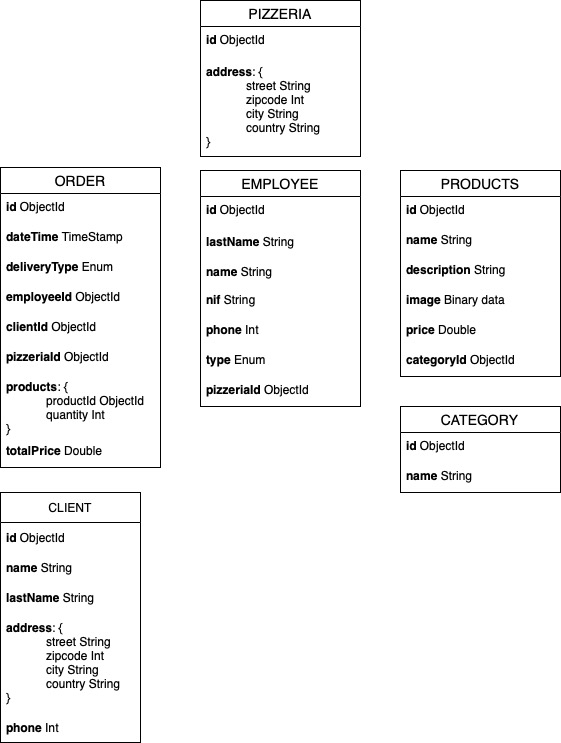 PIZZERIA
id ObjectId
address: {
street String
zipcode Int
city String
country String
}
ORDER
id ObjectId
dateTime TimeStamp
deliveryType Enum
employeeId ObjectId
clientId ObjectId
pizzeriaId ObjectId
products: {
productId ObjectId
quantity Int
}
totalPrice Double
EMPLOYEE
id ObjectId
lastName String
name String
nif String
phone Int
type Enum
pizzeriaId ObjectId
PRODUCTS
id ObjectId
name String
description String
image Binary data
price Double
categoryId ObjectId
CATEGORY
id ObjectId
name String
CLIENT
id ObjectId
name String
lastName String
address: {
street String
zipcode Int
city String
country String
}
phone Int